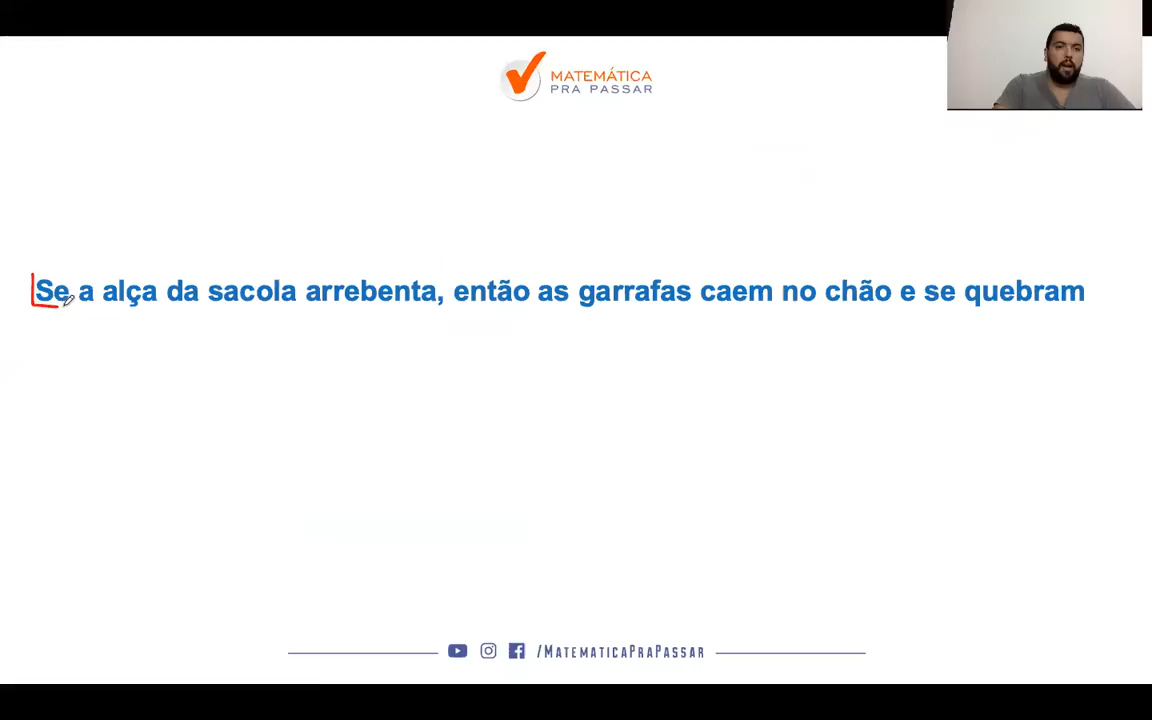 MATEMÁTICA
PRA PASSAR
Se a alça da sacola arrebenta, então as garrafas caem no chão e se quebram
/MATEMATICAPRAPASSAR